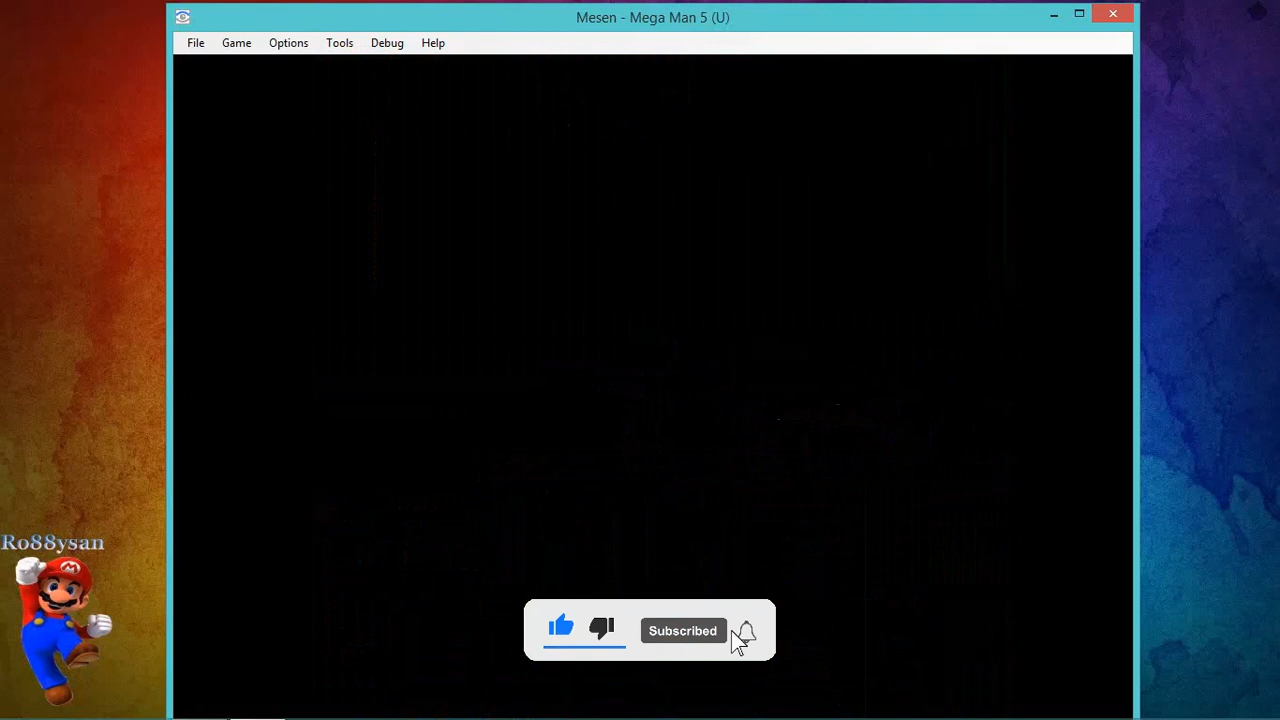 Mesen - Mega Man 5 (U)
File Game Options Tools Debug Help
Ro88ysan
M
Subscribed